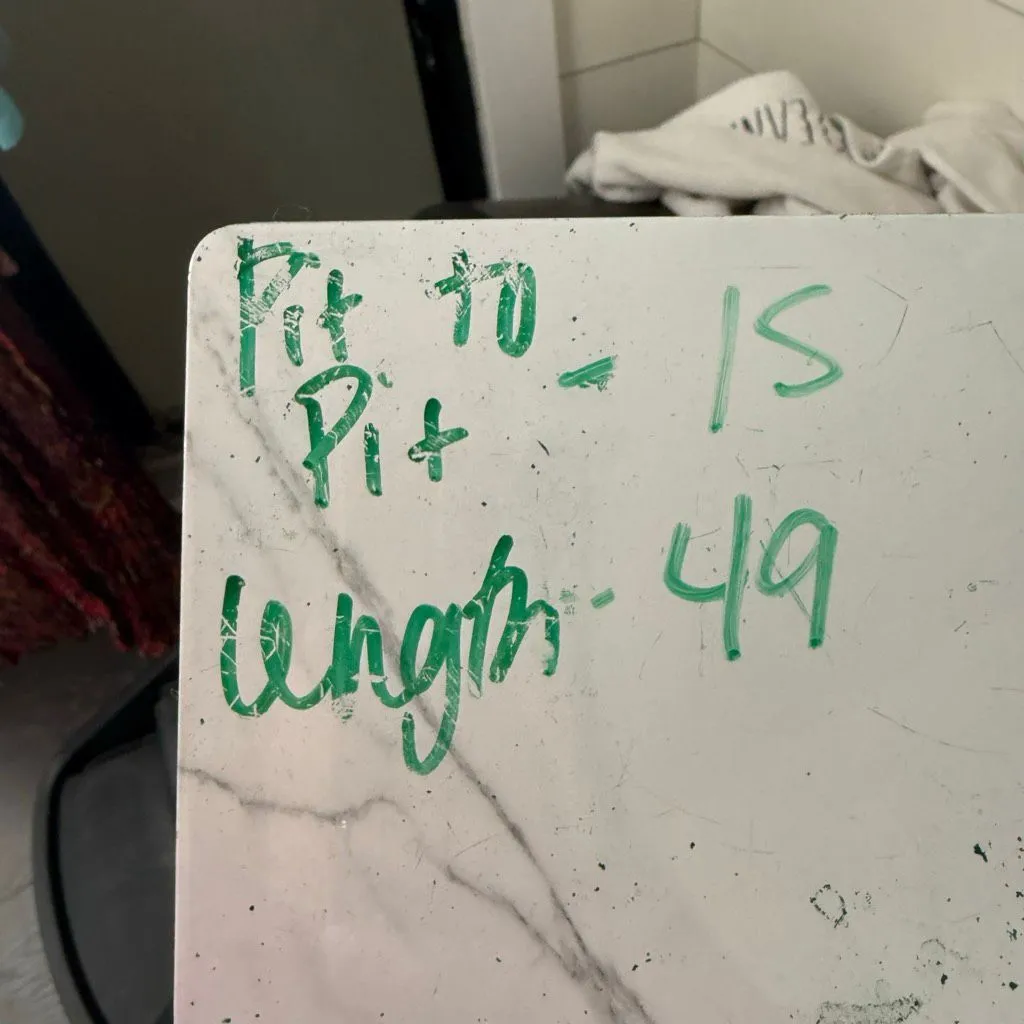 Pit to
Pit - 15
length - 49